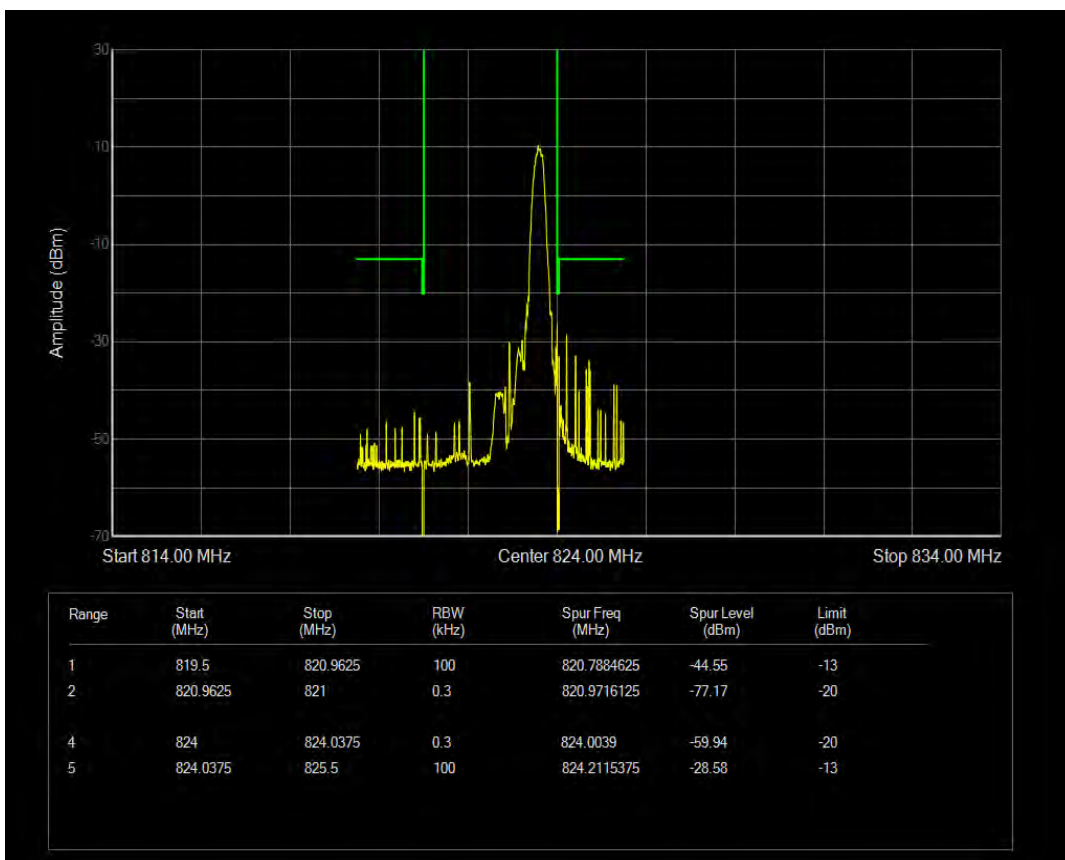 30
10
-10
-30
-50
-70
Amplitude (dBm)
Start 814.00 MHz Center 824.00 MHz Stop 834.00 MHz
Range Start (MHz) Stop (MHz) RBW (kHz) Spur Freq (MHz) Spur Level (dBm) Limit (dBm)
1 819.5 820.9625 100 820.7884625 -44.55 -13
2 820.9625 821 0.3 820.9716125 -77.17 -20
4 824 824.0375 0.3 824.0039 -59.94 -20
5 824.0375 825.5 100 824.2115375 -28.58 -13